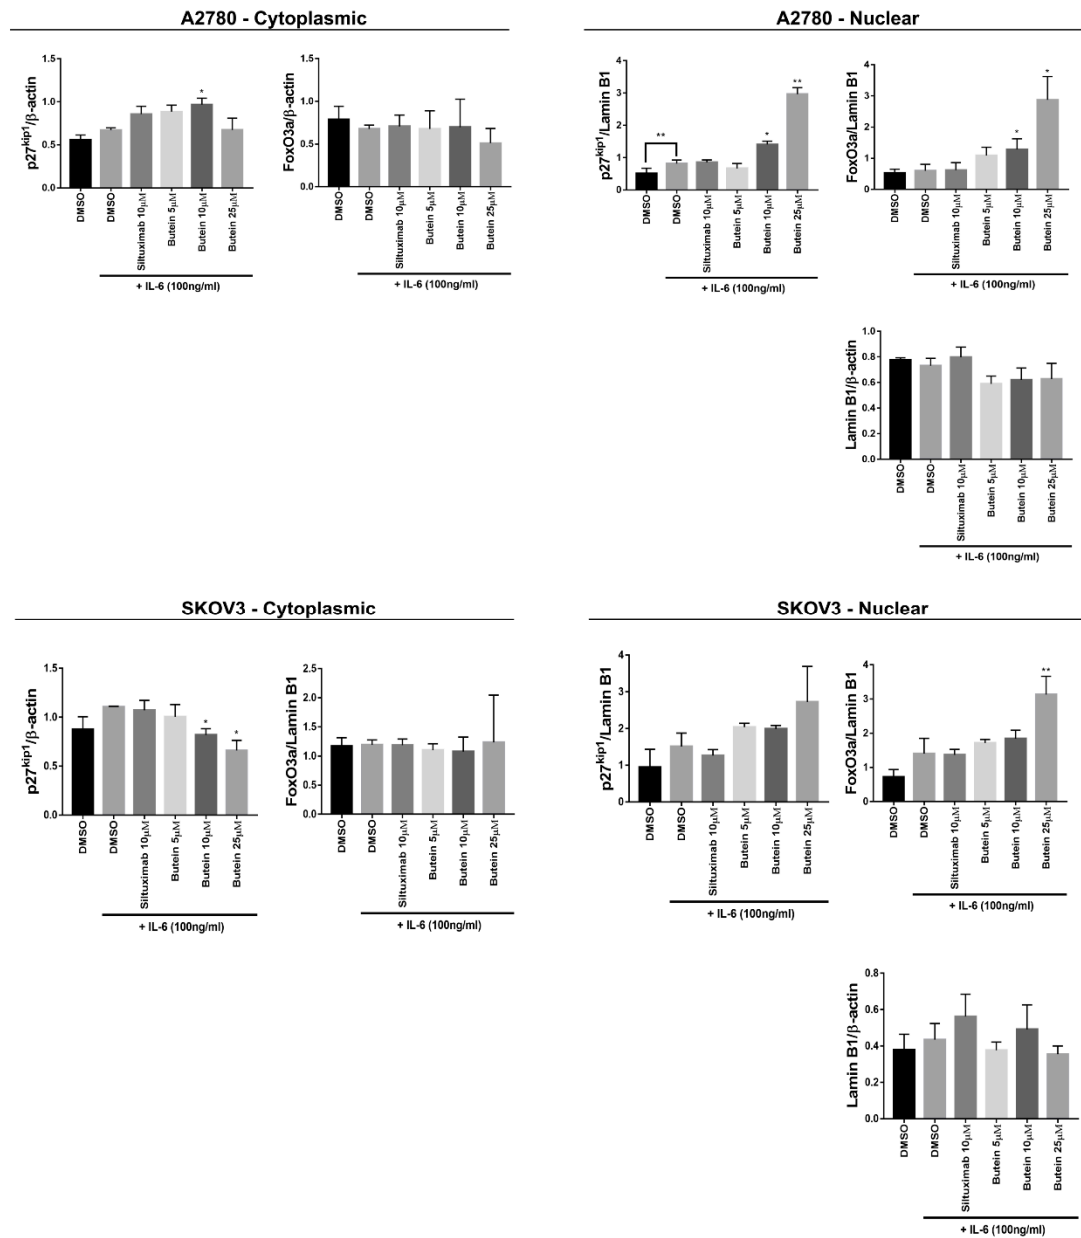 A2780 - Cytoplasmic
p27kip1/β-actin
1.5
1.0
0.5
0.0
*
DMSO
DMSO
Siltuximab 10μM
Butein 5μM
Butein 10μM
Butein 25μM
+ IL-6 (100ng/ml)
FoxO3a/β-actin
1.5
1.0
0.5
0.0
DMSO
DMSO
Siltuximab 10μM
Butein 5μM
Butein 10μM
Butein 25μM
+ IL-6 (100ng/ml)
A2780 - Nuclear
p27kip1/Lamin B1
4
3
2
1
0
**
*
**
DMSO
DMSO
Siltuximab 10μM
Butein 5μM
Butein 10μM
Butein 25μM
+ IL-6 (100ng/ml)
FoxO3a/Lamin B1
4
3
2
1
0
*
*
DMSO
DMSO
Siltuximab 10μM
Butein 5μM
Butein 10μM
Butein 25μM
+ IL-6 (100ng/ml)
Lamin B1/β-actin
1.0
0.8
0.6
0.4
0.2
0.0
DMSO
DMSO
Siltuximab 10μM
Butein 5μM
Butein 10μM
Butein 25μM
+ IL-6 (100ng/ml)
SKOV3 - Cytoplasmic
p27kip1/β-actin
1.5
1.0
0.5
0.0
*
*
DMSO
DMSO
Siltuximab 10μM
Butein 5μM
Butein 10μM
Butein 25μM
+ IL-6 (100ng/ml)
FoxO3a/Lamin B1
2.5
2.0
1.5
1.0
0.5
0.0
DMSO
DMSO
Siltuximab 10μM
Butein 5μM
Butein 10μM
Butein 25μM
+ IL-6 (100ng/ml)
SKOV3 - Nuclear
p27kip1/Lamin B1
4
3
2
1
0
DMSO
DMSO
Siltuximab 10μM
Butein 5μM
Butein 10μM
Butein 25μM
+ IL-6 (100ng/ml)
FoxO3a/Lamin B1
4
3
2
1
0
**
DMSO
DMSO
Siltuximab 10μM
Butein 5μM
Butein 10μM
Butein 25μM
+ IL-6 (100ng/ml)
Lamin B1/β-actin
0.8
0.6
0.4
0.2
0.0
DMSO
DMSO
Siltuximab 10μM
Butein 5μM
Butein 10μM
Butein 25μM
+ IL-6 (100ng/ml)